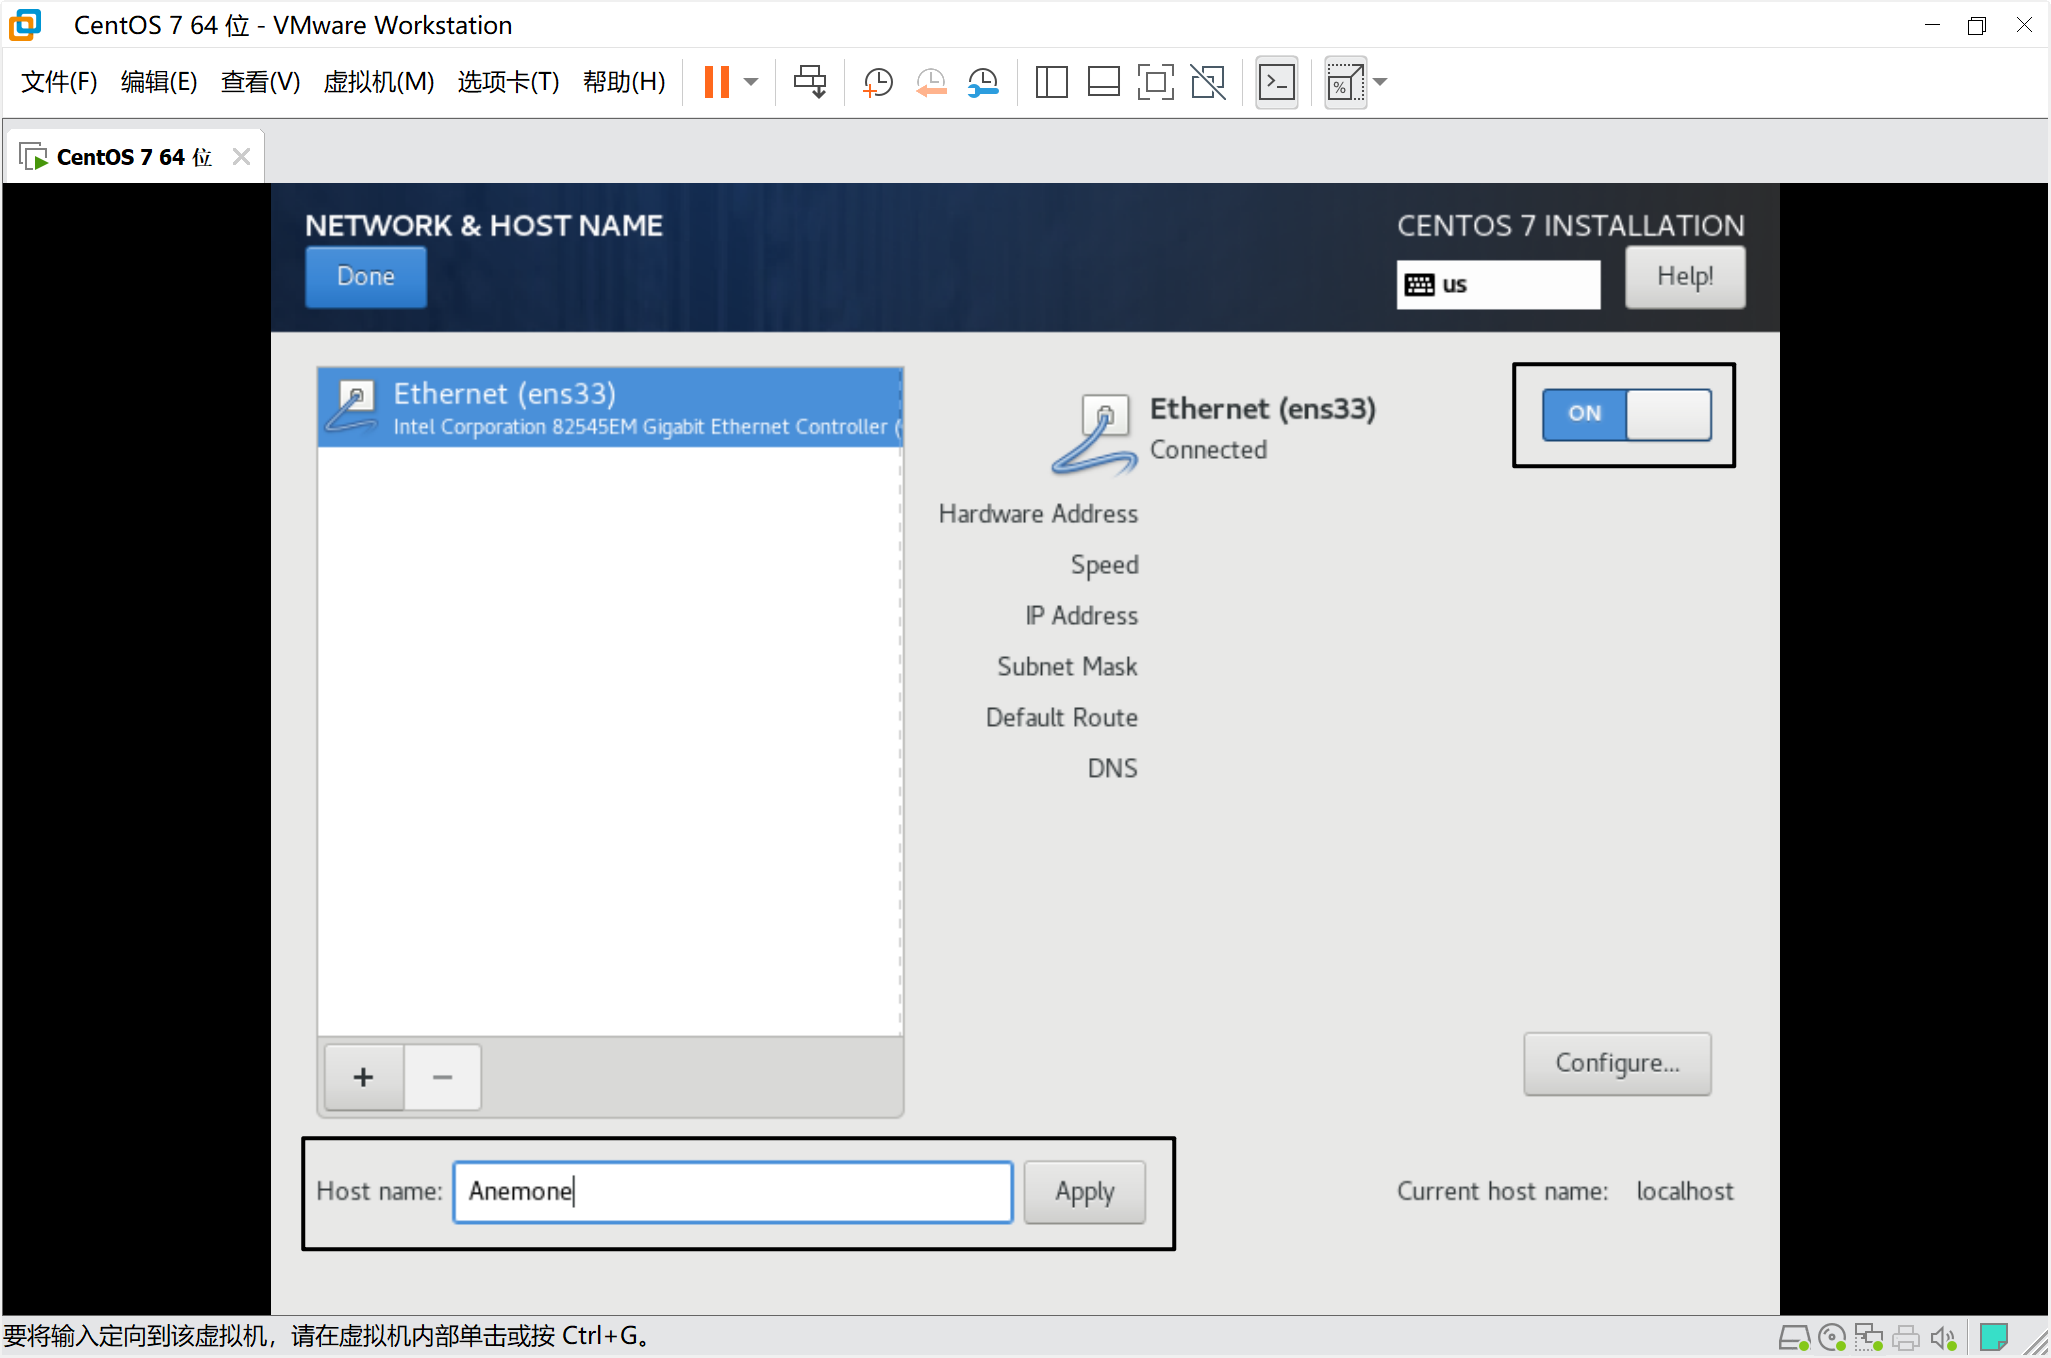 CentOS 7 64 位 - VMware Workstation
文件(F) 编辑(E) 查看(V) 虚拟机(M) 选项卡(T) 帮助(H)
CentOS 7 64 位
NETWORK & HOST NAME
CENTOS 7 INSTALLATION
Done
us
Help!
Ethernet (ens33)
Intel Corporation 82545EM Gigabit Ethernet Controller (
Ethernet (ens33)
Connected
ON
Hardware Address
Speed
IP Address
Subnet Mask
Default Route
DNS
+ −
Configure...
Host name: Anemone Apply
Current host name: localhost
要将输入定向到该虚拟机，请在虚拟机内部单击或按 Ctrl+G。